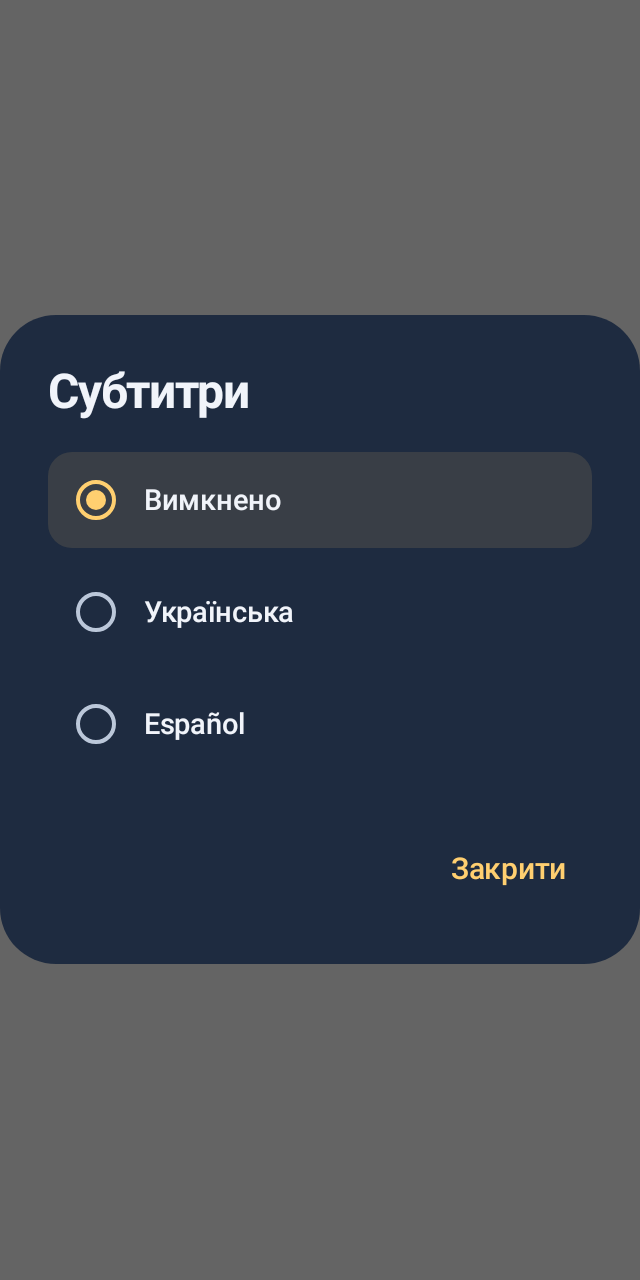 Субтитри
Вимкнено
Українська
Español
Закрити